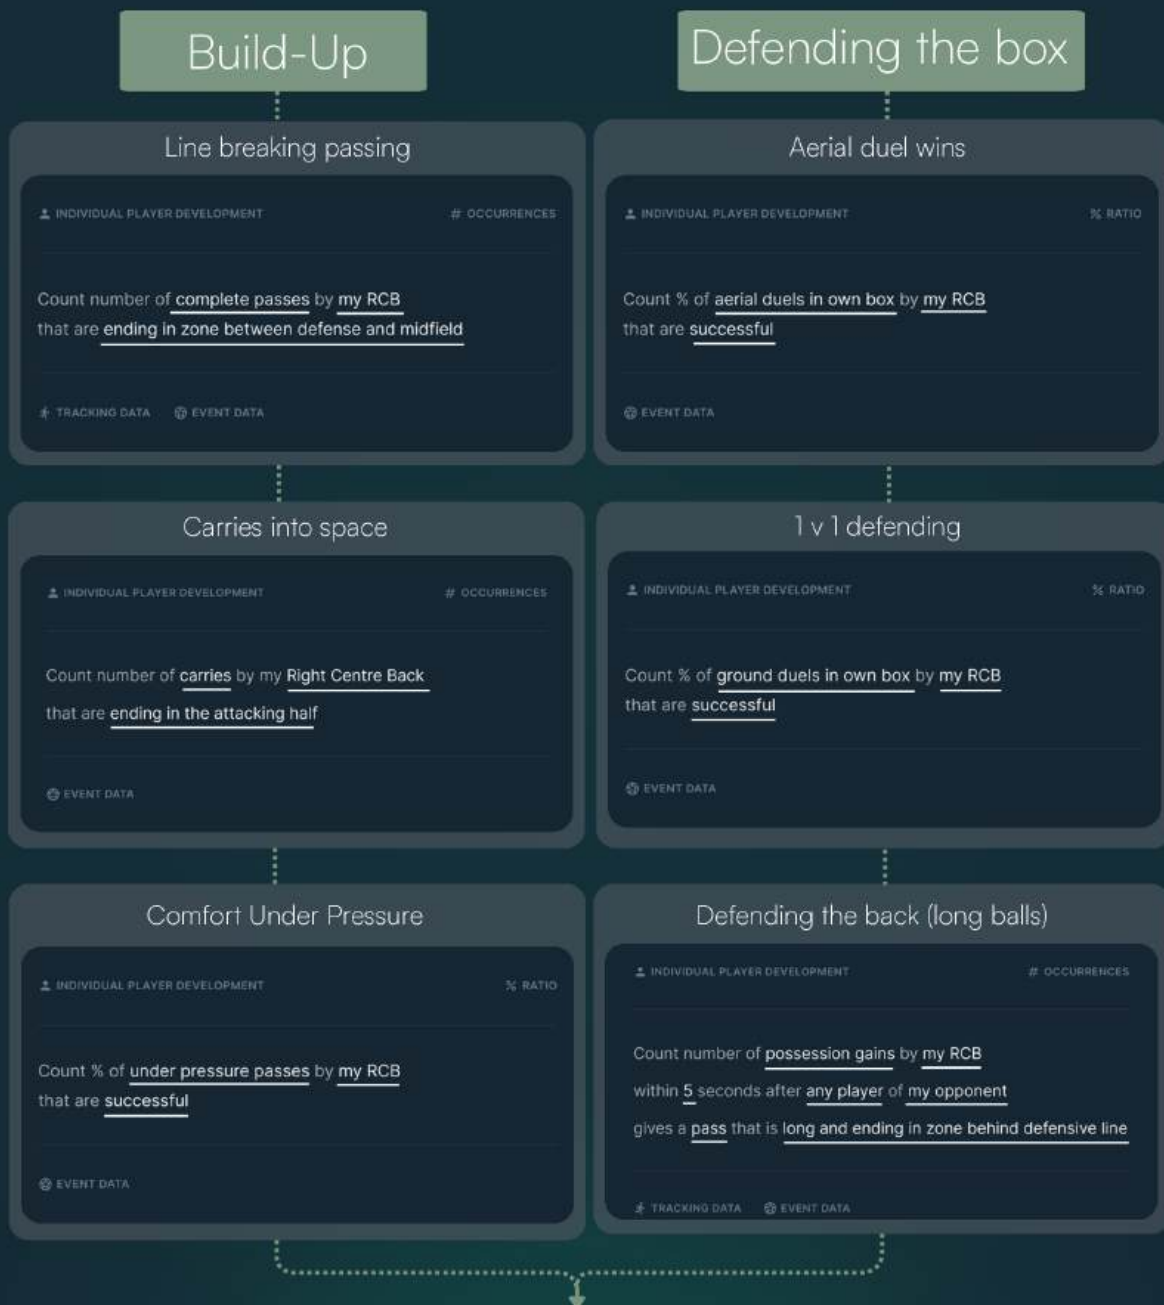 Build-Up
Line breaking passing
INDIVIDUAL PLAYER DEVELOPMENT
# OCCURRENCES
Count number of complete passes by my RCB
that are ending in zone between defense and midfield
TRACKING DATA
EVENT DATA
Carries into space
INDIVIDUAL PLAYER DEVELOPMENT
# OCCURRENCES
Count number of carries by my Right Centre Back
that are ending in the attacking half
EVENT DATA
Comfort Under Pressure
INDIVIDUAL PLAYER DEVELOPMENT
% RATIO
Count % of under pressure passes by my RCB
that are successful
EVENT DATA
Defending the box
Aerial duel wins
INDIVIDUAL PLAYER DEVELOPMENT
% RATIO
Count % of aerial duels in own box by my RCB
that are successful
EVENT DATA
1 v 1 defending
INDIVIDUAL PLAYER DEVELOPMENT
% RATIO
Count % of ground duels in own box by my RCB
that are successful
EVENT DATA
Defending the back (long balls)
INDIVIDUAL PLAYER DEVELOPMENT
# OCCURRENCES
Count number of possession gains by my RCB
within 5 seconds after any player of my opponent
gives a pass that is long and ending in zone behind defensive line
TRACKING DATA
EVENT DATA